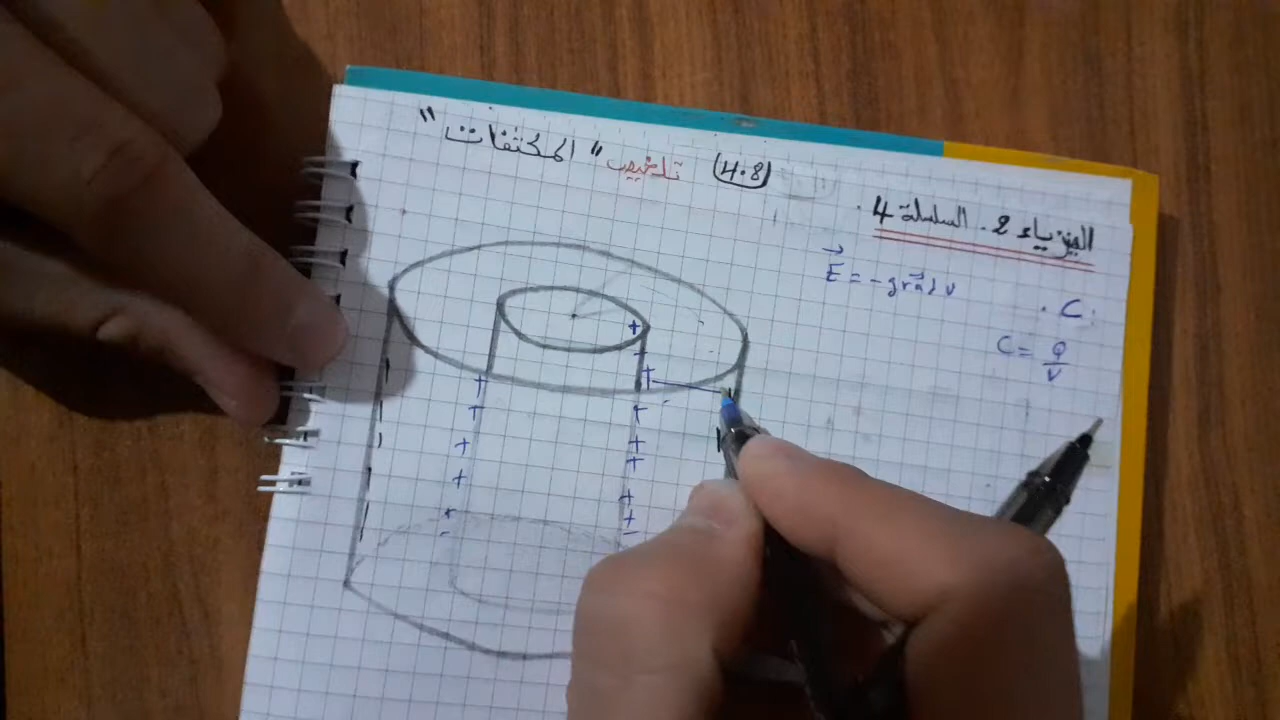 (4.8) تلخيص "المكثفات"
الفيزياء 2. السلسلة 4.
E = -grad V
. C:
C = Q/V